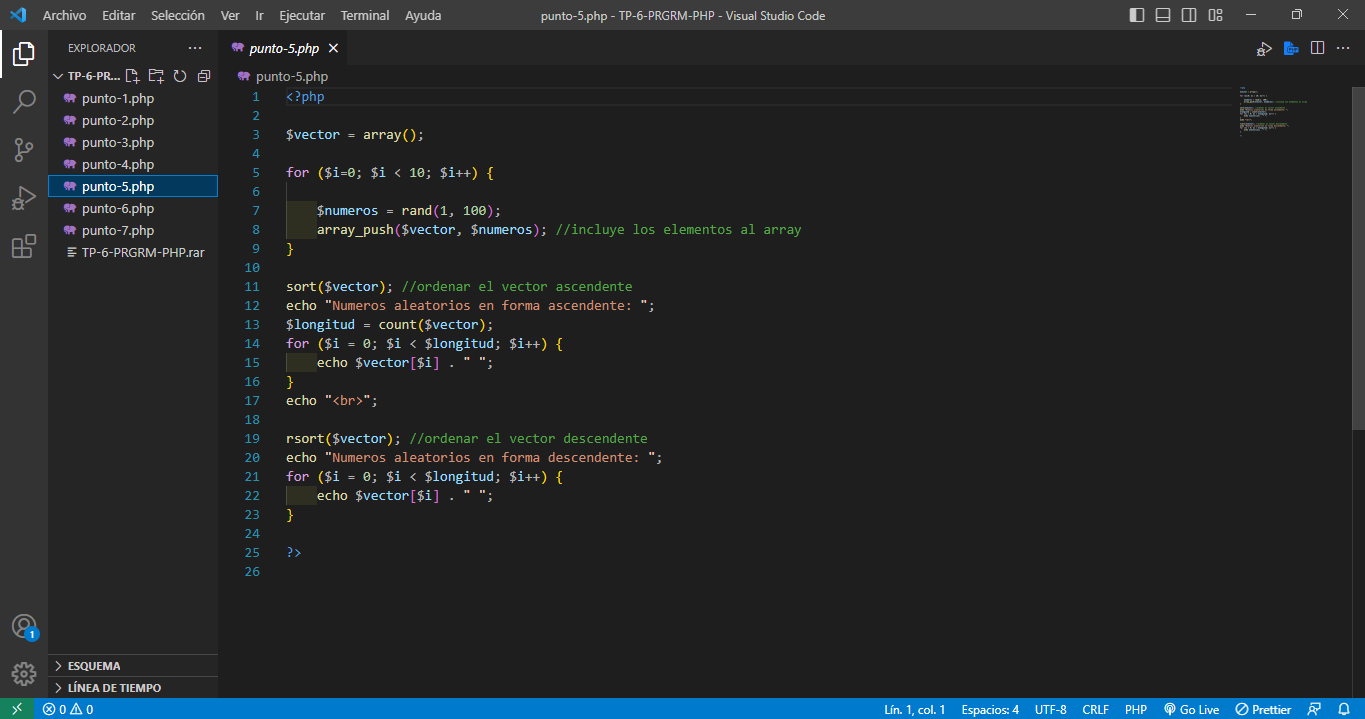 Archivo Editar Selección Ver Ir Ejecutar Terminal Ayuda punto-5.php - TP-6-PRGRM-PHP - Visual Studio Code
EXPLORADOR ...
TP-6-PR...
punto-1.php
punto-2.php
punto-3.php
punto-4.php
punto-5.php
punto-6.php
punto-7.php
TP-6-PRGRM-PHP.rar
ESQUEMA
LÍNEA DE TIEMPO
1
punto-5.php
punto-5.php
1 <?php
2
3 $vector = array();
4
5 for ($i=0; $i < 10; $i++) {
6
7     $numeros = rand(1, 100);
8     array_push($vector, $numeros); //incluye los elementos al array
9 }
10
11 sort($vector); //ordenar el vector ascendente
12 echo "Numeros aleatorios en forma ascendente: ";
13 $longitud = count($vector);
14 for ($i = 0; $i < $longitud; $i++) {
15     echo $vector[$i] . " ";
16 }
17 echo "<br>";
18
19 rsort($vector); //ordenar el vector descendente
20 echo "Numeros aleatorios en forma descendente: ";
21 for ($i = 0; $i < $longitud; $i++) {
22     echo $vector[$i] . " ";
23 }
24
25 ?>
26
0 0 Lín. 1, col. 1 Espacios: 4 UTF-8 CRLF PHP Go Live Prettier